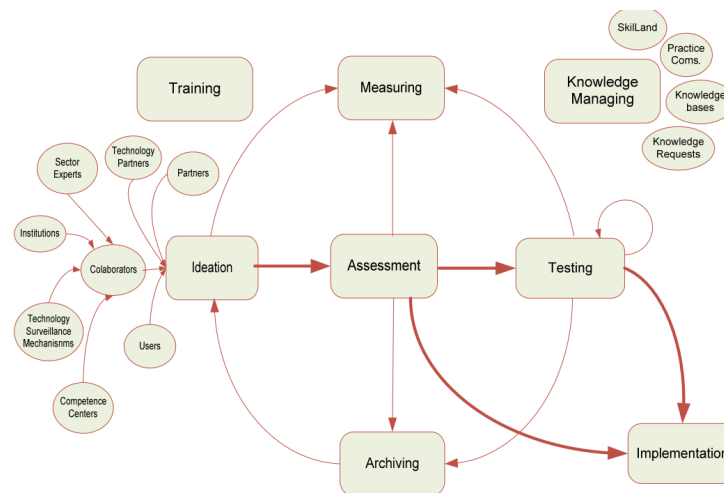 SkilLand
Practice
Coms.
Training
Measuring
Knowledge
Managing
Knowledge
bases
Knowledge
Requests
Technology
Partners
Sector
Experts
Partners
Institutions
Colaborators
Ideation
Assessment
Testing
Technology
Surveillance
Mechanisnms
Users
Competence
Centers
Archiving
Implementation